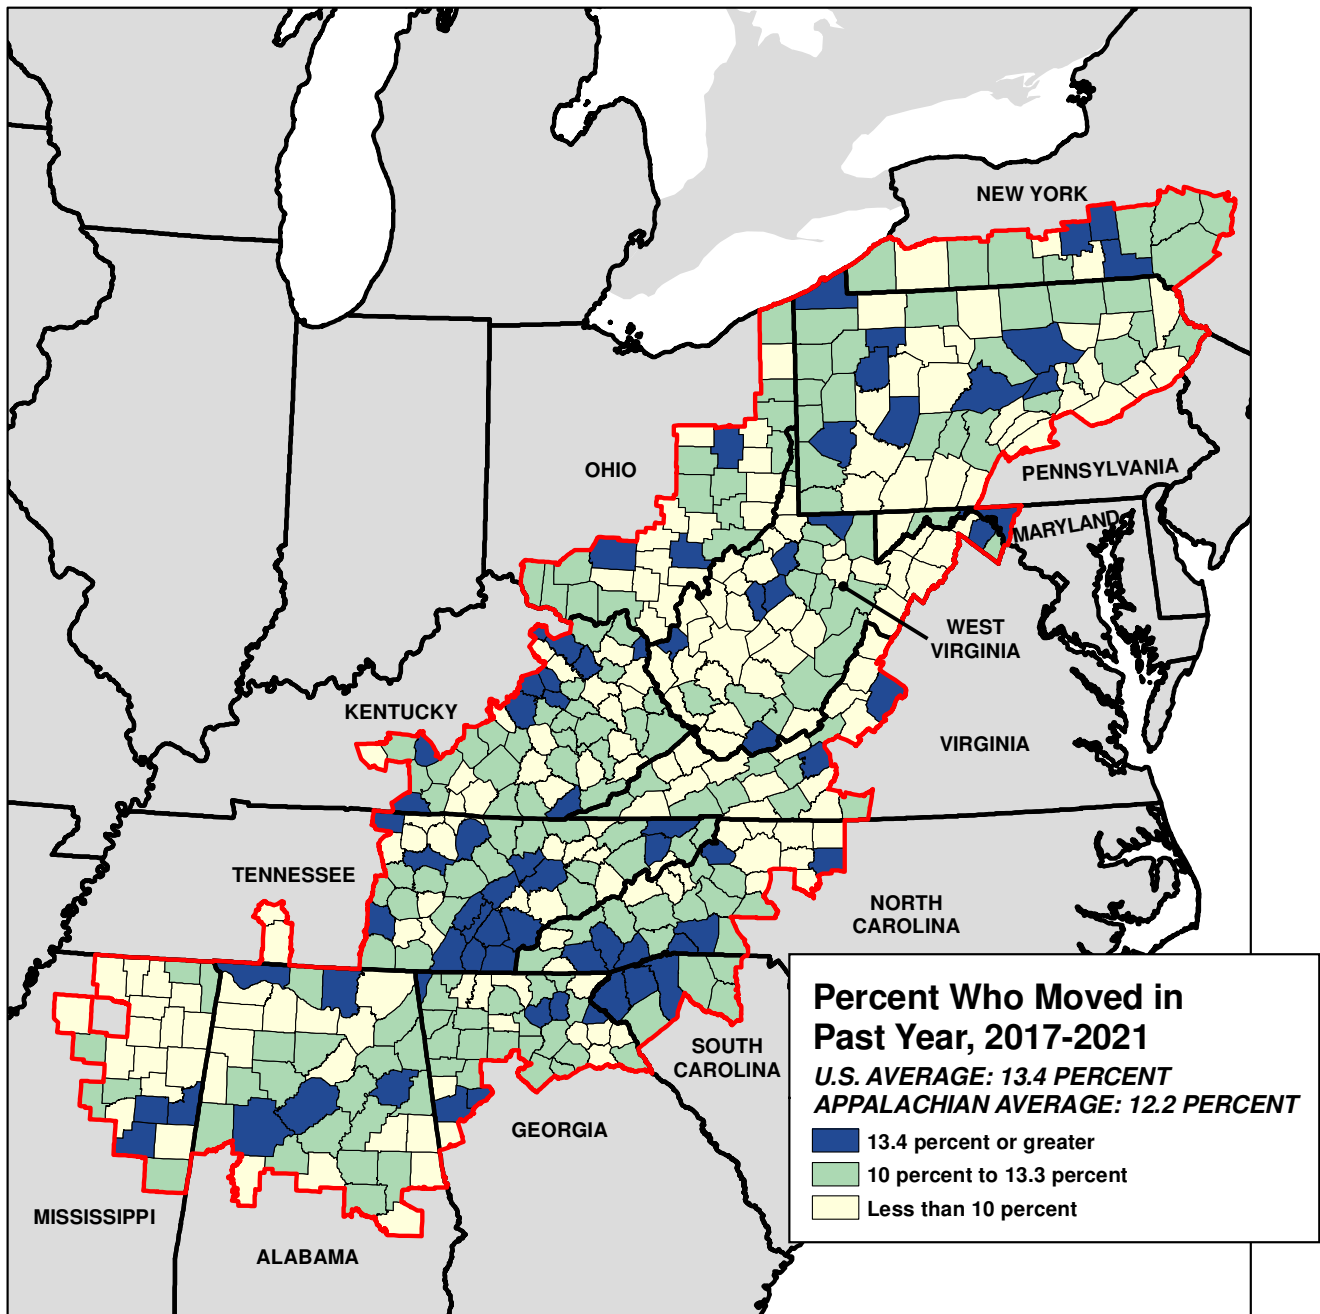 NEW YORK
OHIO
PENNSYLVANIA
MARYLAND
WEST
VIRGINIA
KENTUCKY
VIRGINIA
TENNESSEE
NORTH
CAROLINA
SOUTH
CAROLINA
GEORGIA
MISSISSIPPI
ALABAMA
Percent Who Moved in
Past Year, 2017-2021
U.S. AVERAGE: 13.4 PERCENT
APPALACHIAN AVERAGE: 12.2 PERCENT
13.4 percent or greater
10 percent to 13.3 percent
Less than 10 percent